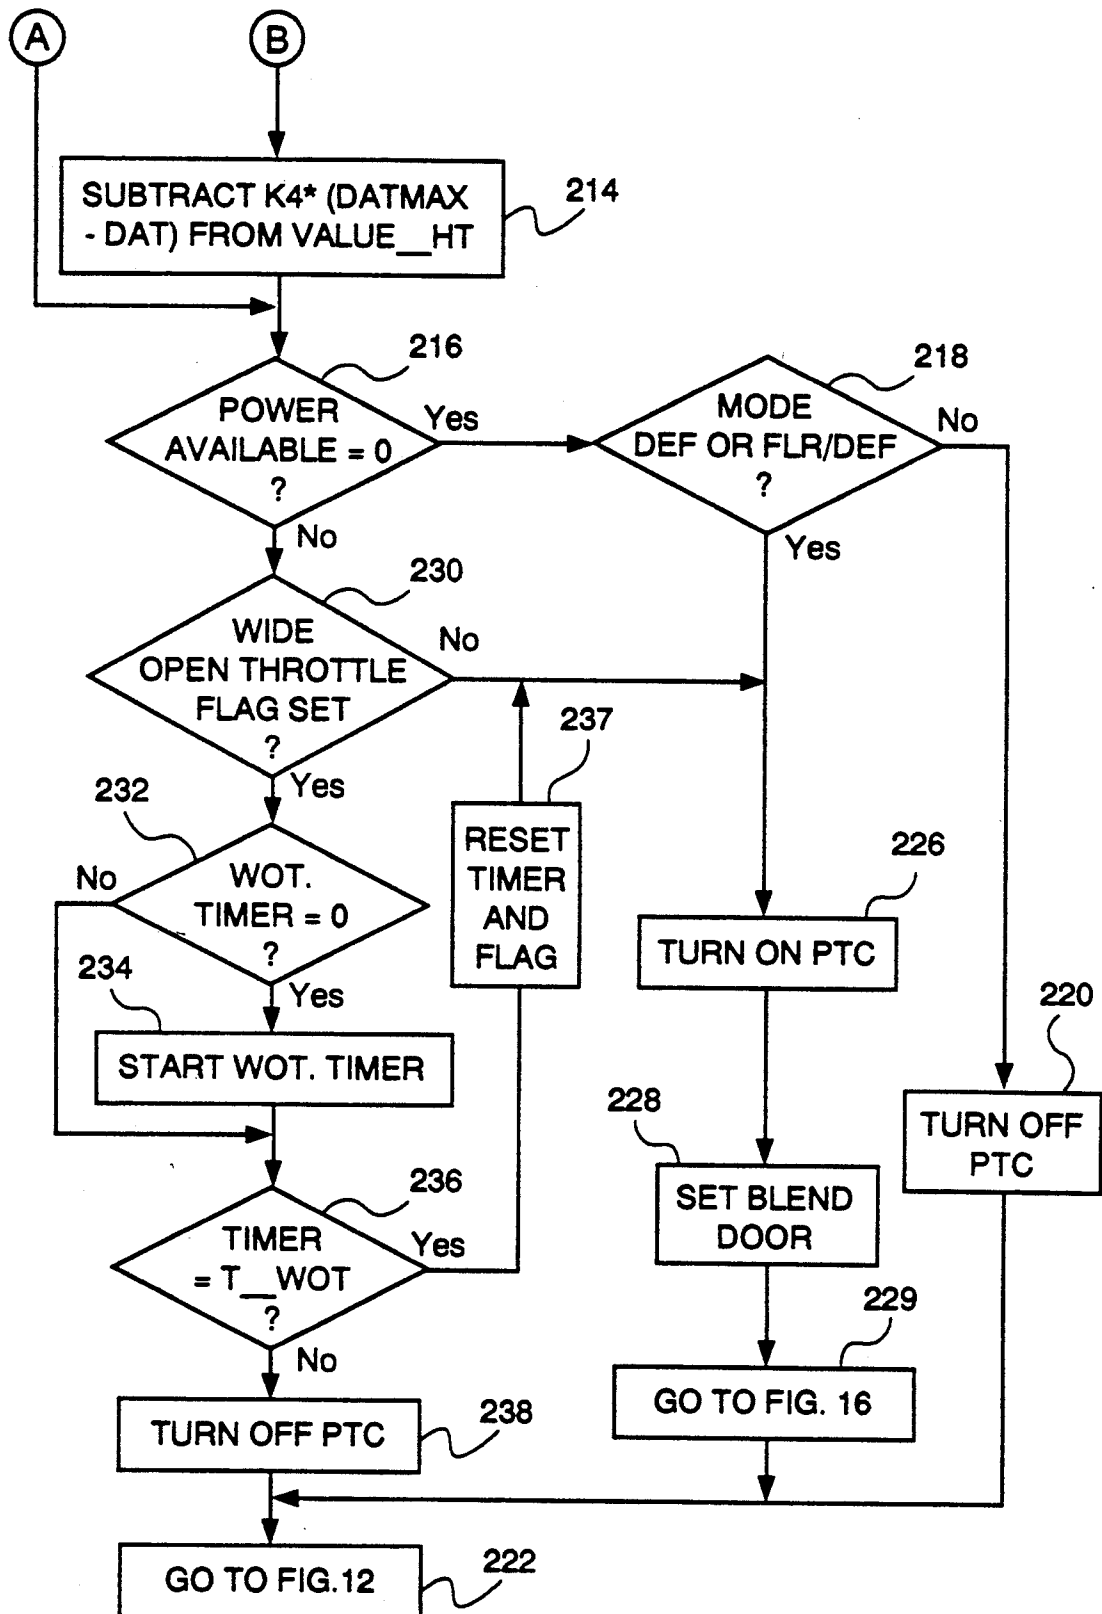 A
B
SUBTRACT K4* (DATMAX
- DAT) FROM VALUE__HT
214
216
POWER
AVAILABLE = 0
?
Yes
No
218
MODE
DEF OR FLR/DEF
?
No
Yes
230
WIDE
OPEN THROTTLE
FLAG SET
?
No
Yes
237
RESET
TIMER
AND
FLAG
232
WOT.
TIMER = 0
?
No
Yes
226
TURN ON PTC
234
START WOT. TIMER
220
TURN OFF
PTC
228
SET BLEND
DOOR
236
TIMER
= T__WOT
?
Yes
No
229
GO TO FIG. 16
TURN OFF PTC
238
GO TO FIG.12
222